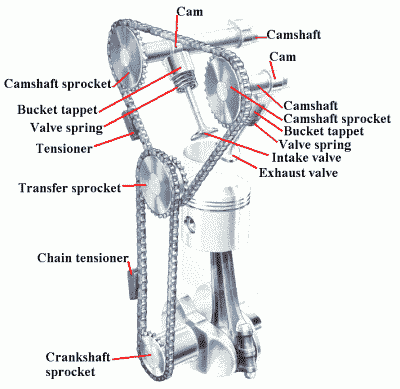 Cam
Camshaft
Cam
Camshaft sprocket
Bucket tappet
Valve spring
Tensioner
Camshaft
Camshaft sprocket
Bucket tappet
Valve spring
Intake valve
Exhaust valve
Transfer sprocket
Chain tensioner
Crankshaft
sprocket